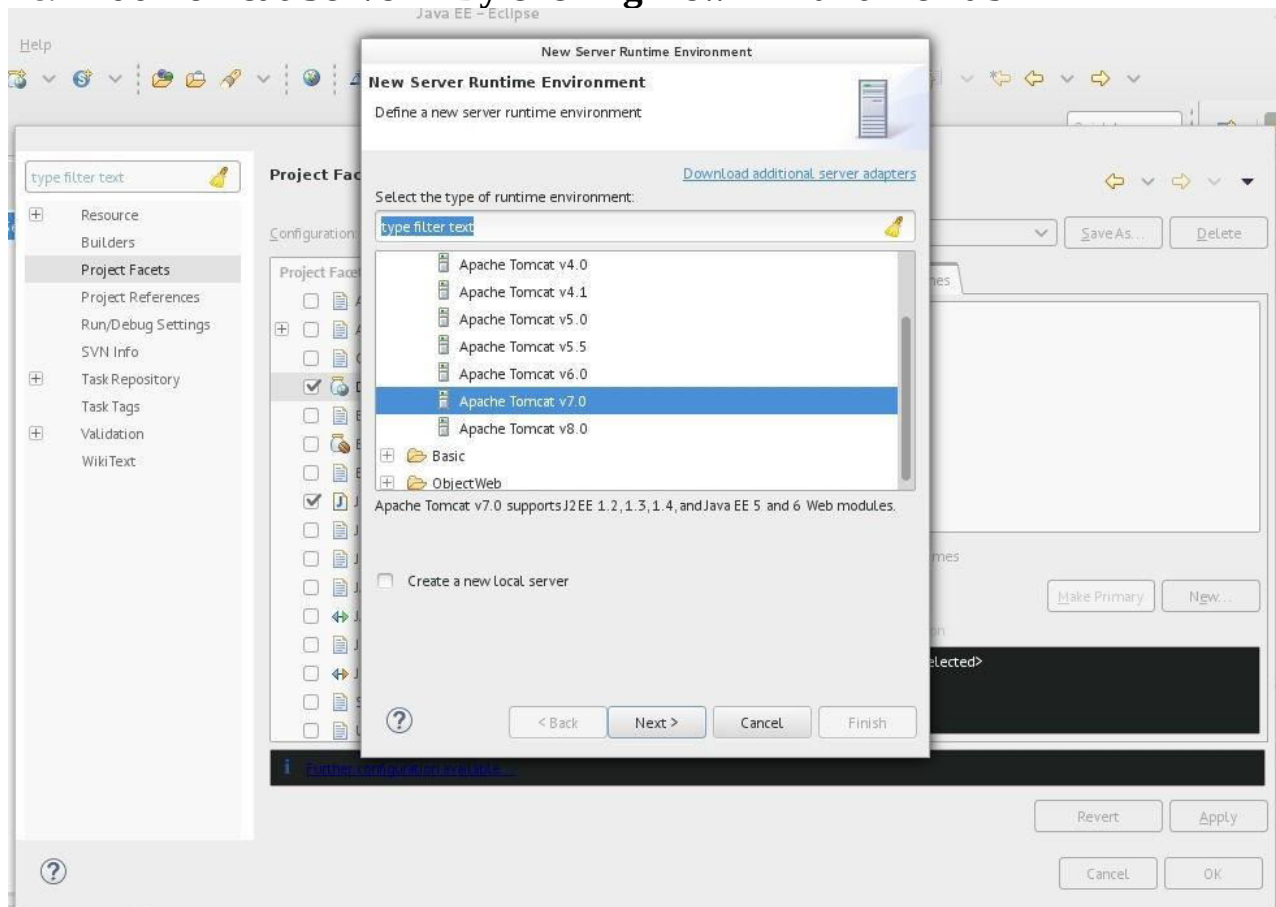 Java EE – Eclipse
Help
New Server Runtime Environment
New Server Runtime Environment
Define a new server runtime environment
Download additional server adapters
Select the type of runtime environment:
type filter text
Apache Tomcat v4.0
Apache Tomcat v4.1
Apache Tomcat v5.0
Apache Tomcat v5.5
Apache Tomcat v6.0
Apache Tomcat v7.0
Apache Tomcat v8.0
Basic
ObjectWeb
Apache Tomcat v7.0 supports J2EE 1.2, 1.3, 1.4, and Java EE 5 and 6 Web modules.
Create a new local server
< Back Next > Cancel Finish
type filter text
Resource
Builders
Project Facets
Project References
Run/Debug Settings
SVN Info
Task Repository
Task Tags
Validation
WikiText
Project Fac
Configuration:
Save As... Delete
Project Face
mes
Make Primary New...
elected>
Further configuration available...
Revert Apply
Cancel OK